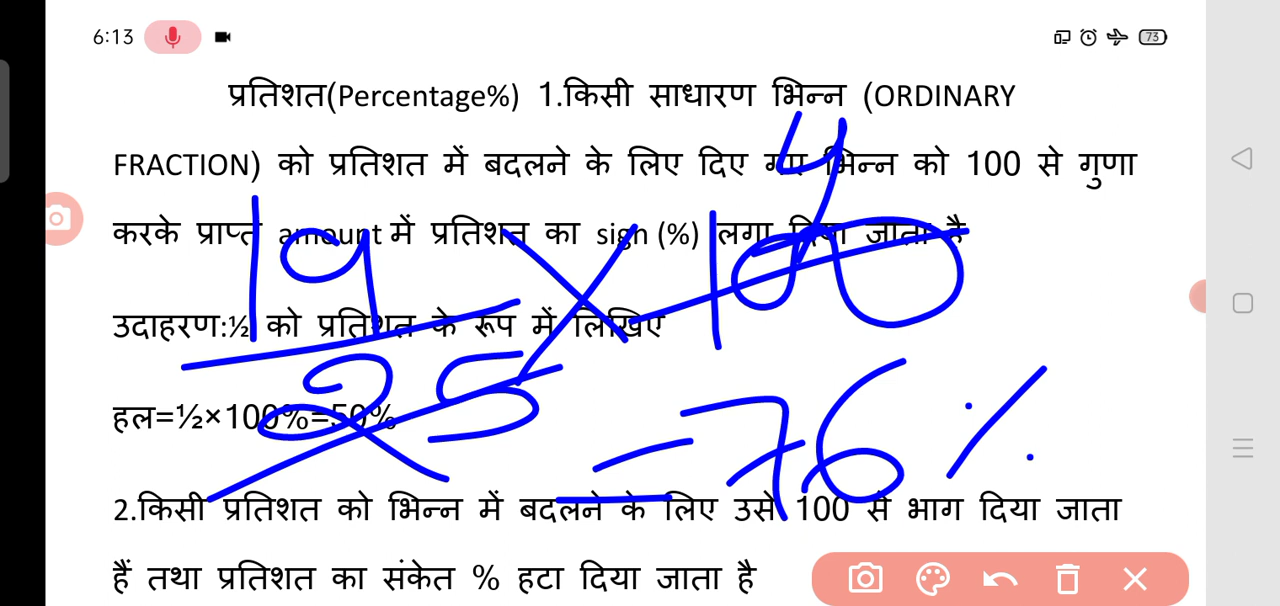 6:13
73
प्रतिशत(Percentage%) 1.किसी साधारण भिन्न (ORDINARY
FRACTION) को प्रतिशत में बदलने के लिए दिए गए भिन्न को 100 से गुणा
करके प्राप्त amount में प्रतिशत का sign (%) लगा दिया जाता है
उदाहरण:½ को प्रतिशत के रूप में लिखिए
हल=½×100%=50%
2.किसी प्रतिशत को भिन्न में बदलने के लिए उसे 100 से भाग दिया जाता
हैं तथा प्रतिशत का संकेत % हटा दिया जाता है
4
19 × 100
25
=76%